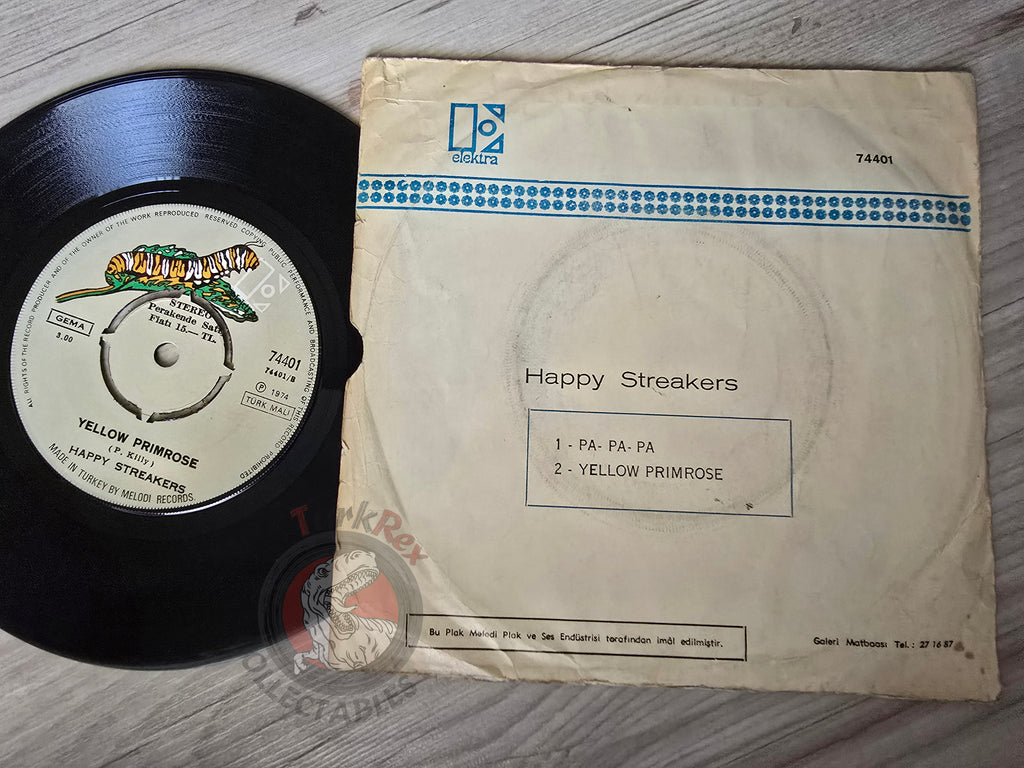 ALL RIGHTS OF THE RECORD PRODUCER AND OF THE OWNER OF THE WORK REPRODUCED RESERVED COPYING PUBLIC PERFORMANCE AND BROADCASTING OF THIS RECORD PROHIBITED
GEMA
3.00
STEREO
Perakende Satış
Fiatı 15.— TL.
74401
74401/B
Ⓟ 1974
TÜRK MALI
YELLOW PRIMROSE
(P. Killy)
HAPPY STREAKERS
MADE IN TURKEY BY MELODI RECORDS.
elektra
74401
Happy Streakers
1 - PA- PA- PA
2 - YELLOW PRIMROSE
Bu Plak Melodi Plak ve Ses Endüstrisi tarafından imâl edilmiştir.
Galeri Matbaası Tel.: 27 16 87
TurkRex
COLLECTABLES